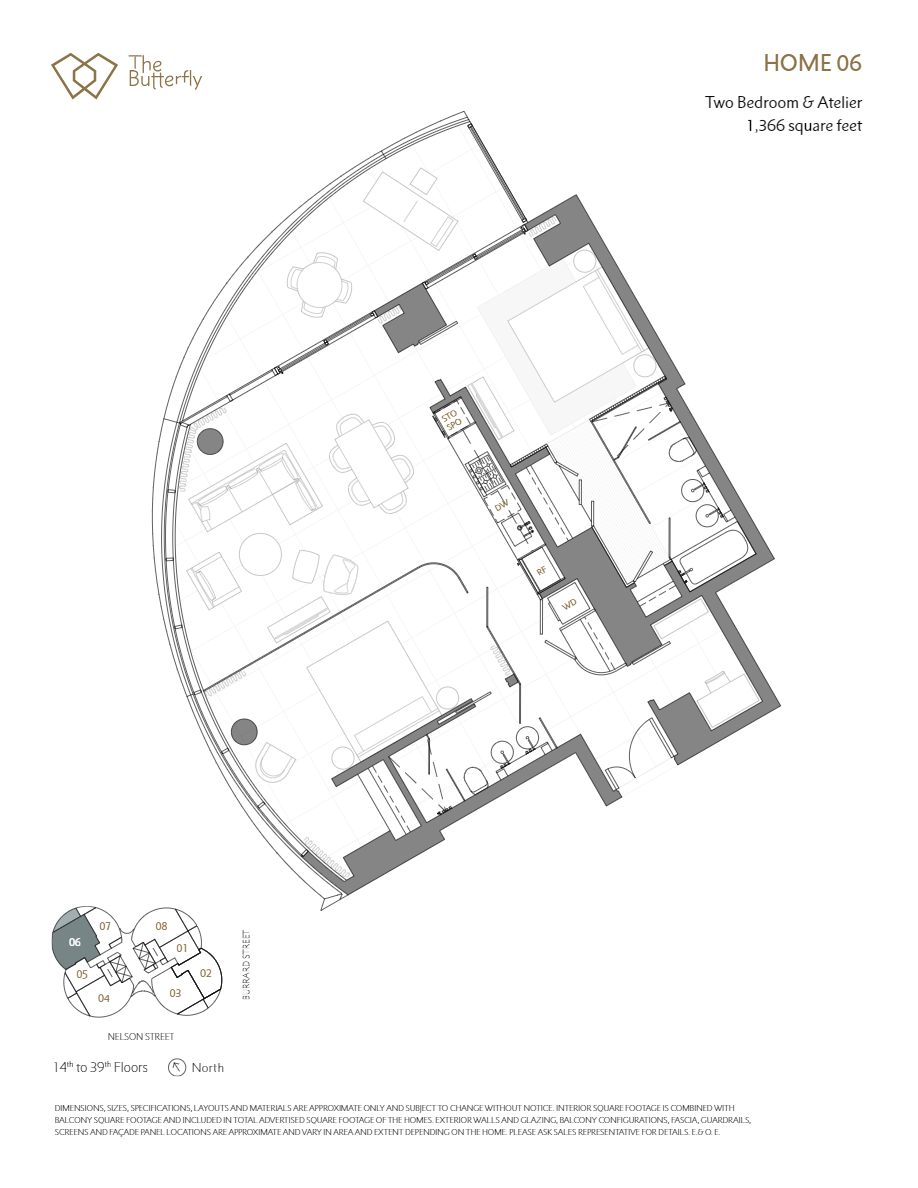 The
Butterfly
HOME 06
Two Bedroom & Atelier
1,366 square feet
STO
SPO
DW
RF
WD
07
08
06
01
05
02
04
03
BURRARD STREET
NELSON STREET
14th to 39th Floors
North
DIMENSIONS, SIZES, SPECIFICATIONS, LAYOUTS AND MATERIALS ARE APPROXIMATE ONLY AND SUBJECT TO CHANGE WITHOUT NOTICE. INTERIOR SQUARE FOOTAGE IS COMBINED WITH
BALCONY SQUARE FOOTAGE AND INCLUDED IN TOTAL ADVERTISED SQUARE FOOTAGE OF THE HOMES. EXTERIOR WALLS AND GLAZING, BALCONY CONFIGURATIONS, FASCIA, GUARDRAILS,
SCREENS AND FAÇADE PANEL LOCATIONS ARE APPROXIMATE AND VARY IN AREA AND EXTENT DEPENDING ON THE HOME. PLEASE ASK SALES REPRESENTATIVE FOR DETAILS. E.& O. E.